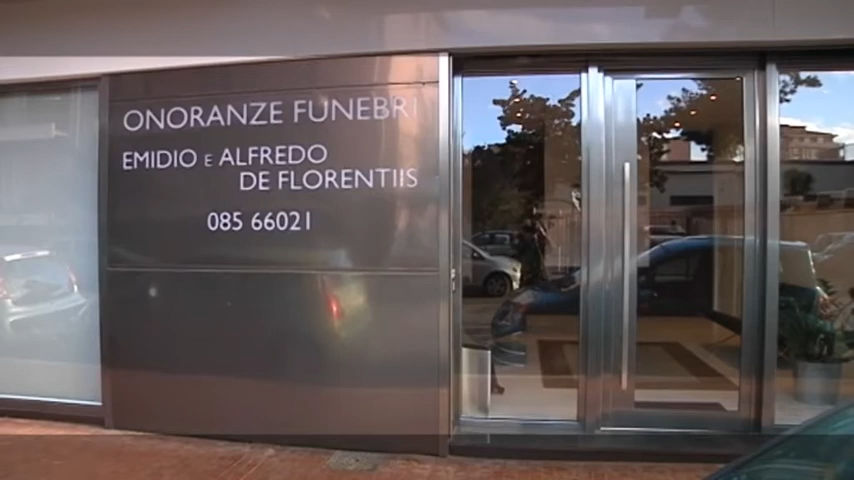 ONORANZE FUNEBRI
EMIDIO E ALFREDO
DE FLORENTIIS
085 66021